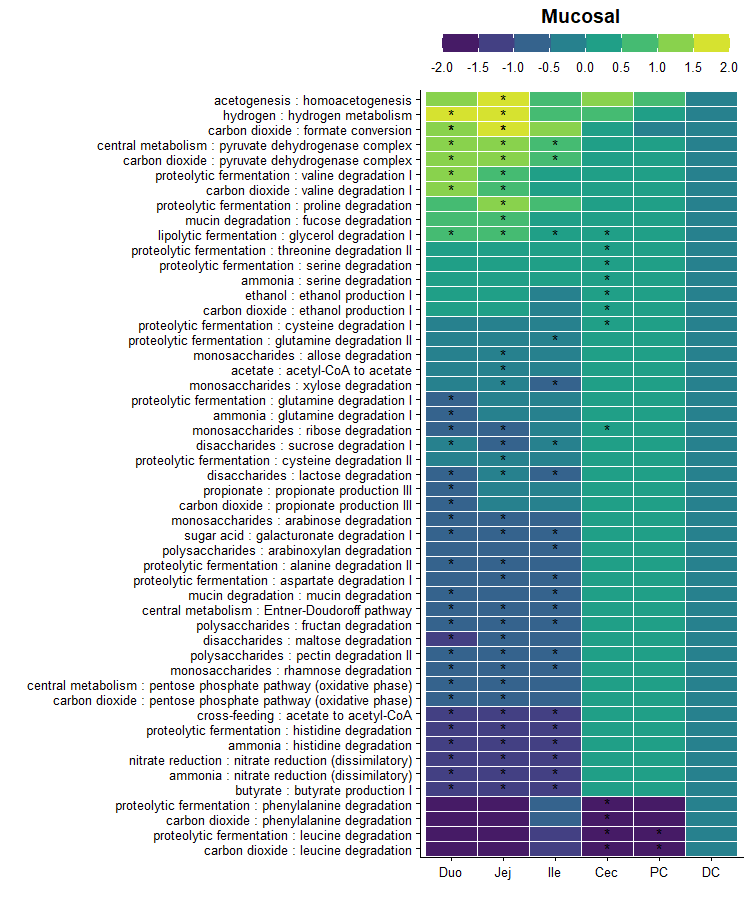 Mucosal
-2.0 -1.5 -1.0 -0.5 0.0 0.5 1.0 1.5 2.0
acetogenesis : homoacetogenesis *
hydrogen : hydrogen metabolism * *
carbon dioxide : formate conversion * *
central metabolism : pyruvate dehydrogenase complex * * *
carbon dioxide : pyruvate dehydrogenase complex * * *
proteolytic fermentation : valine degradation I * *
carbon dioxide : valine degradation I * *
proteolytic fermentation : proline degradation *
mucin degradation : fucose degradation *
lipolytic fermentation : glycerol degradation I * * * *
proteolytic fermentation : threonine degradation II *
proteolytic fermentation : serine degradation *
ammonia : serine degradation *
ethanol : ethanol production I *
carbon dioxide : ethanol production I *
proteolytic fermentation : cysteine degradation I *
proteolytic fermentation : glutamine degradation II *
monosaccharides : allose degradation *
acetate : acetyl-CoA to acetate *
monosaccharides : xylose degradation * *
proteolytic fermentation : glutamine degradation I *
ammonia : glutamine degradation I *
monosaccharides : ribose degradation * * *
disaccharides : sucrose degradation I * * *
proteolytic fermentation : cysteine degradation II *
disaccharides : lactose degradation * * *
propionate : propionate production III *
carbon dioxide : propionate production III *
monosaccharides : arabinose degradation * *
sugar acid : galacturonate degradation I * * *
polysaccharides : arabinoxylan degradation *
proteolytic fermentation : alanine degradation II * *
proteolytic fermentation : aspartate degradation I * *
mucin degradation : mucin degradation * *
central metabolism : Entner-Doudoroff pathway * * *
polysaccharides : fructan degradation * * *
disaccharides : maltose degradation * *
polysaccharides : pectin degradation II * * *
monosaccharides : rhamnose degradation * * *
central metabolism : pentose phosphate pathway (oxidative phase) * *
carbon dioxide : pentose phosphate pathway (oxidative phase) * *
cross-feeding : acetate to acetyl-CoA * * *
proteolytic fermentation : histidine degradation * * *
ammonia : histidine degradation * * *
nitrate reduction : nitrate reduction (dissimilatory) * * *
ammonia : nitrate reduction (dissimilatory) * * *
butyrate : butyrate production I * * *
proteolytic fermentation : phenylalanine degradation *
carbon dioxide : phenylalanine degradation *
proteolytic fermentation : leucine degradation * *
carbon dioxide : leucine degradation * *
Duo Jej Ile Cec PC DC